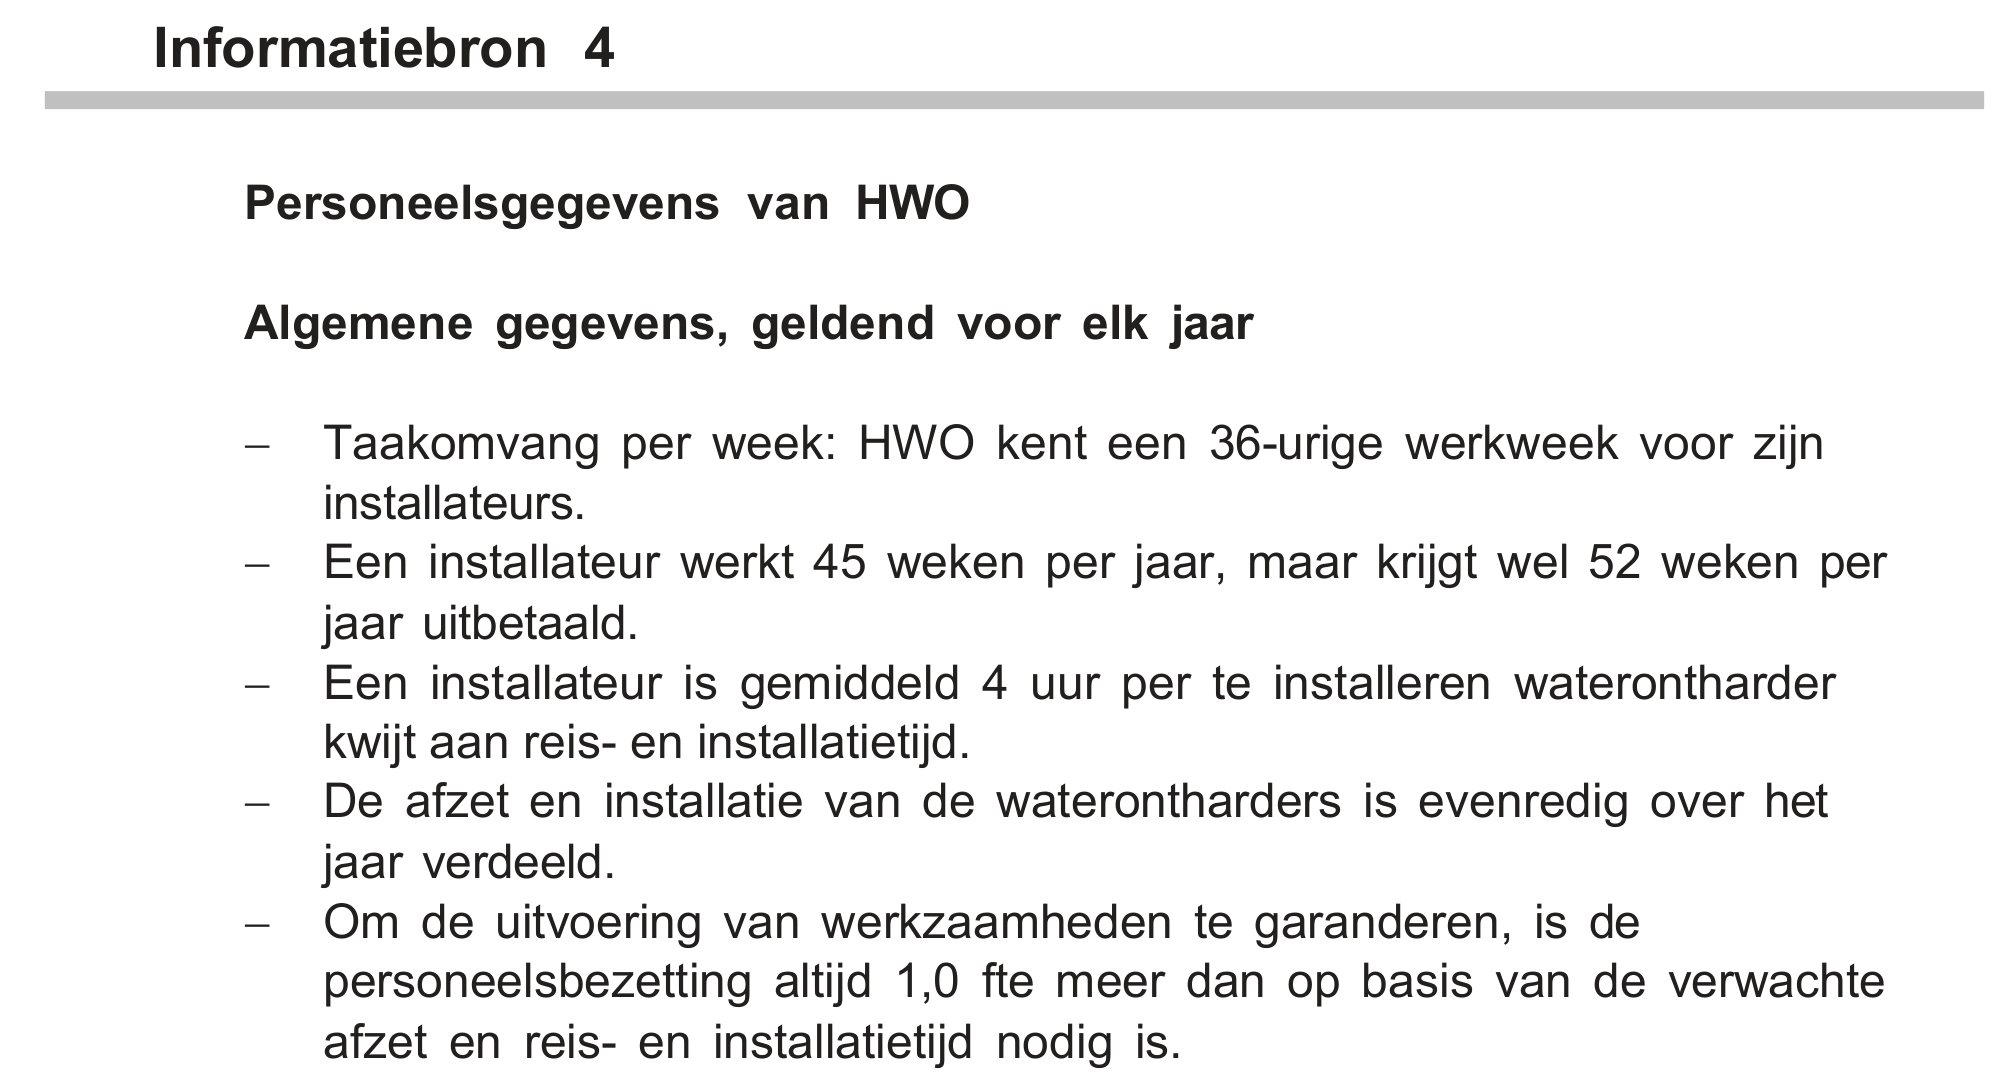 Informatiebron 4
Personeelsgegevens van HWO
Algemene gegevens, geldend voor elk jaar
– Taakomvang per week: HWO kent een 36-urige werkweek voor zijn
installateurs.
– Een installateur werkt 45 weken per jaar, maar krijgt wel 52 weken per
jaar uitbetaald.
– Een installateur is gemiddeld 4 uur per te installeren waterontharder
kwijt aan reis- en installatietijd.
– De afzet en installatie van de waterontharders is evenredig over het
jaar verdeeld.
– Om de uitvoering van werkzaamheden te garanderen, is de
personeelsbezetting altijd 1,0 fte meer dan op basis van de verwachte
afzet en reis- en installatietijd nodig is.